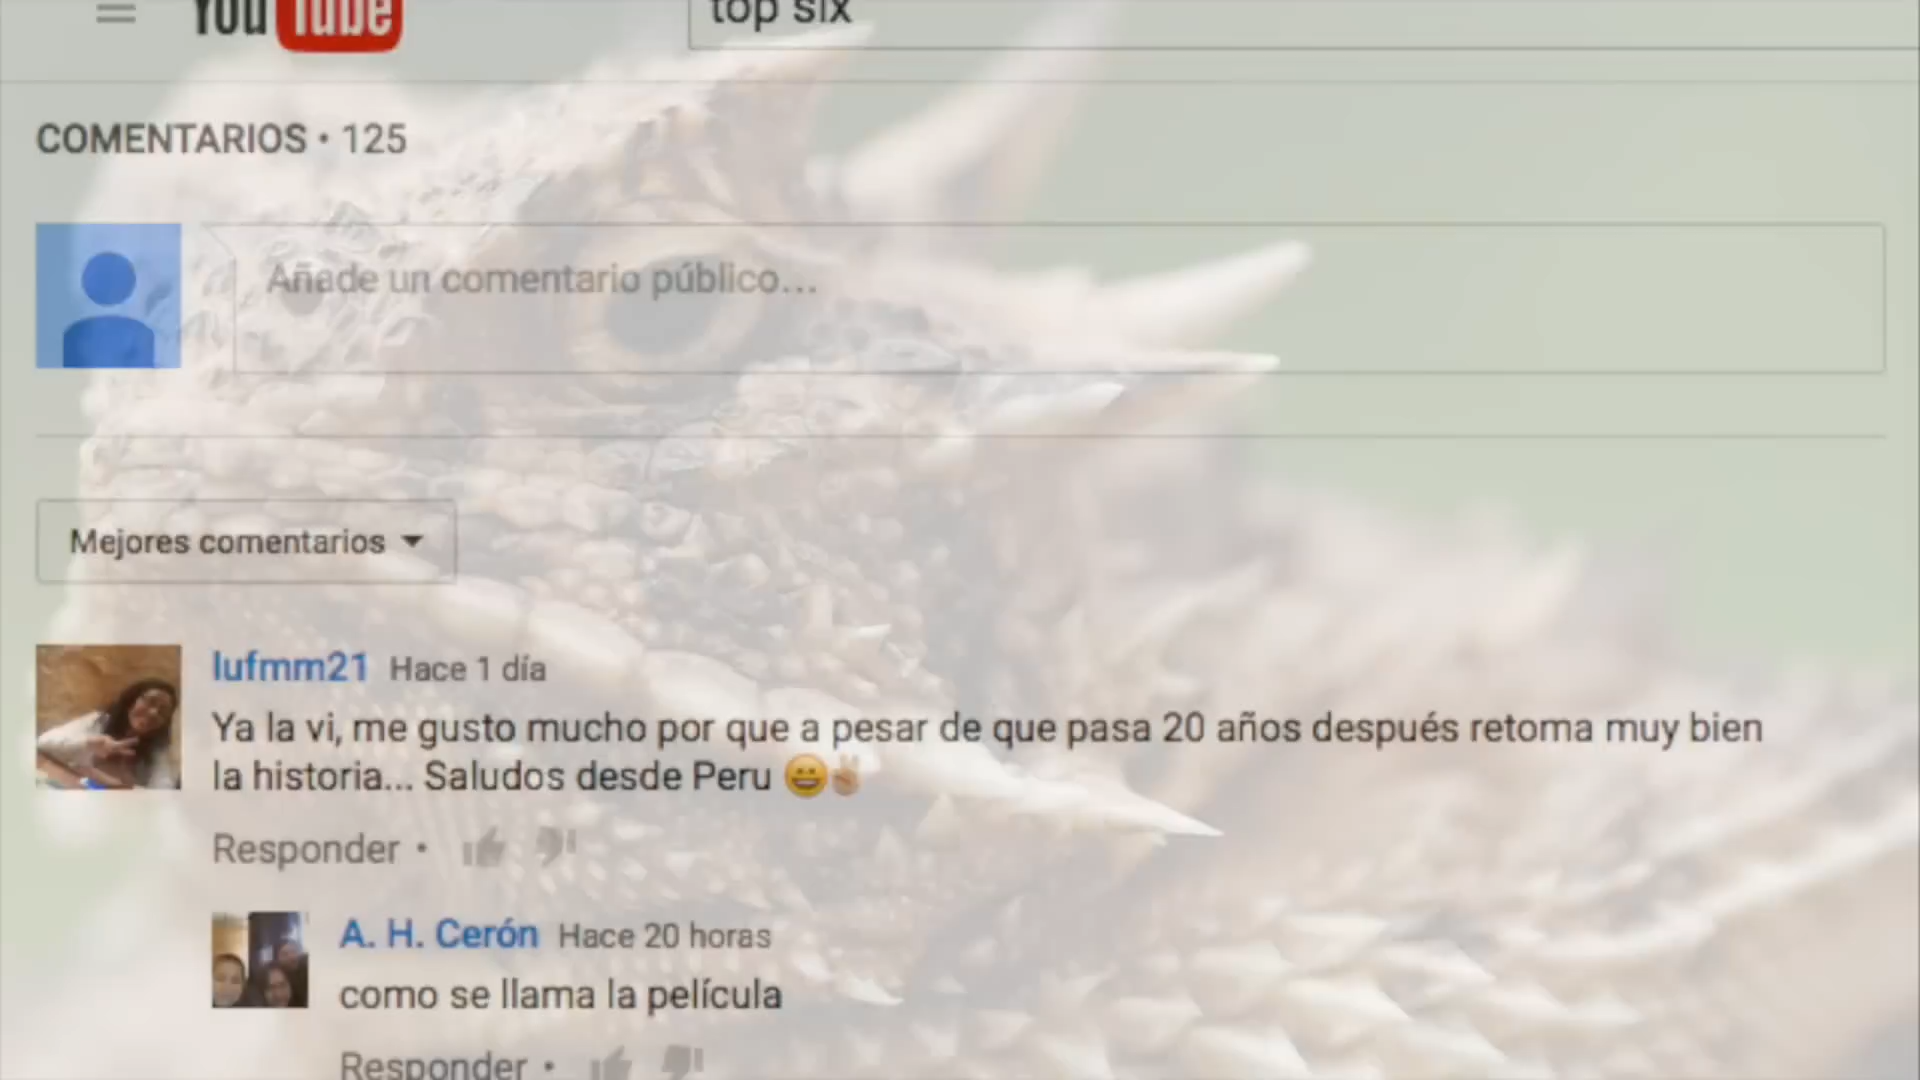 YouTube
top six
COMENTARIOS • 125
Añade un comentario público...
Mejores comentarios
lufmm21 Hace 1 día
Ya la vi, me gusto mucho por que a pesar de que pasa 20 años después retoma muy bien
la historia... Saludos desde Peru 😀✌
Responder •
A. H. Cerón Hace 20 horas
como se llama la película
Responder •